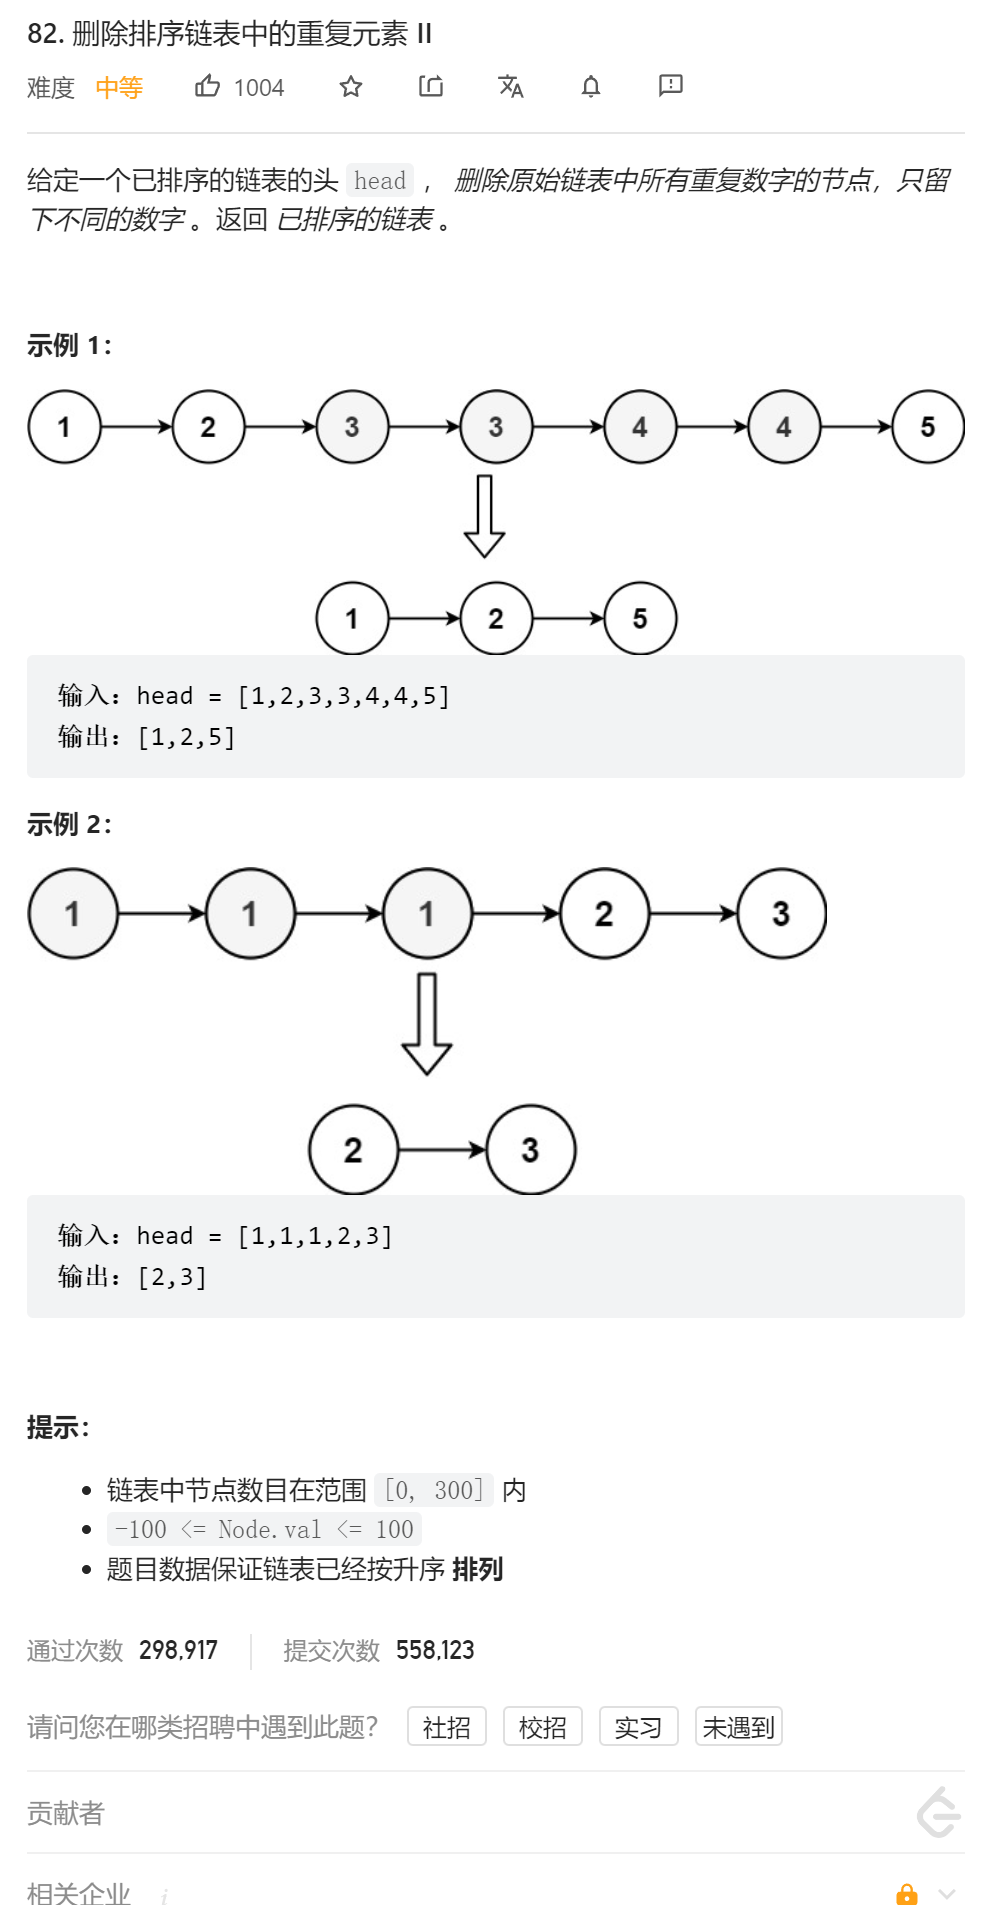 82. 删除排序链表中的重复元素 II
难度 中等 1004
给定一个已排序的链表的头 head ， 删除原始链表中所有重复数字的节点，只留
下不同的数字 。返回 已排序的链表 。
示例 1：
1 2 3 3 4 4 5
1 2 5
输入：head = [1,2,3,3,4,4,5]
输出：[1,2,5]
示例 2：
1 1 1 2 3
2 3
输入：head = [1,1,1,2,3]
输出：[2,3]
提示：
链表中节点数目在范围 [0, 300] 内
-100 <= Node.val <= 100
题目数据保证链表已经按升序 排列
通过次数 298,917 提交次数 558,123
请问您在哪类招聘中遇到此题？ 社招 校招 实习 未遇到
贡献者
相关企业 i